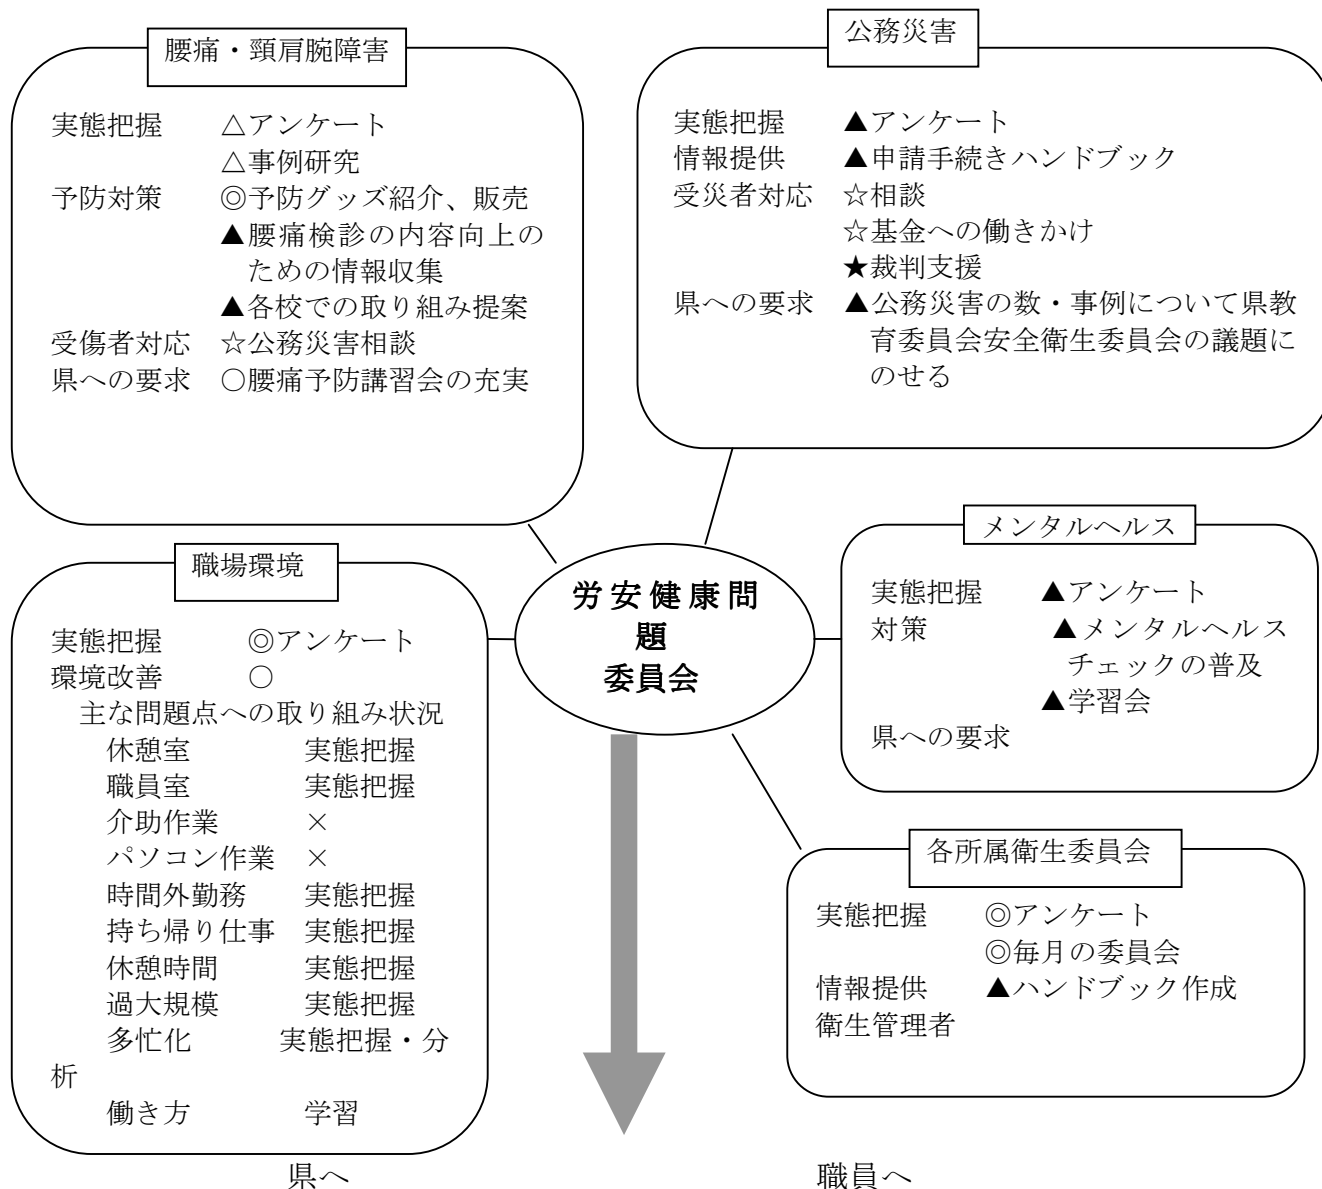 腰痛・頸肩腕障害
実態把握 △アンケート
△事例研究
予防対策 ◎予防グッズ紹介、販売
▲腰痛検診の内容向上の
ための情報収集
▲各校での取り組み提案
受傷者対応 ☆公務災害相談
県への要求 ○腰痛予防講習会の充実
公務災害
実態把握 ▲アンケート
情報提供 ▲申請手続きハンドブック
受災者対応 ☆相談
☆基金への働きかけ
★裁判支援
県への要求 ▲公務災害の数・事例について県教
育委員会安全衛生委員会の議題に
のせる
職場環境
実態把握 ◎アンケート
環境改善 ○
主な問題点への取り組み状況
休憩室 実態把握
職員室 実態把握
介助作業 ×
パソコン作業 ×
時間外勤務 実態把握
持ち帰り仕事 実態把握
休憩時間 実態把握
過大規模 実態把握
多忙化 実態把握・分
析
働き方 学習
労安健康問
題
委員会
メンタルヘルス
実態把握 ▲アンケート
対策 ▲メンタルヘルス
チェックの普及
▲学習会
県への要求
各所属衛生委員会
実態把握 ◎アンケート
◎毎月の委員会
情報提供 ▲ハンドブック作成
衛生管理者
県へ 職員へ